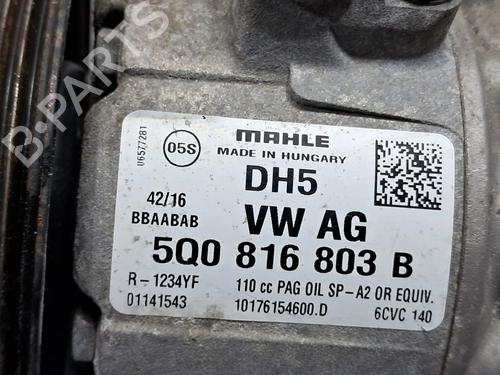 B-PARTS
06577281
05S
MAHLE
MADE IN HUNGARY
DH5
42/16
BBAABAB
VW AG
5Q0 816 803 B
R-1234YF
110 cc PAG OIL SP-A2 OR EQUIV.
01141543
10176154600.D
6CVC 140